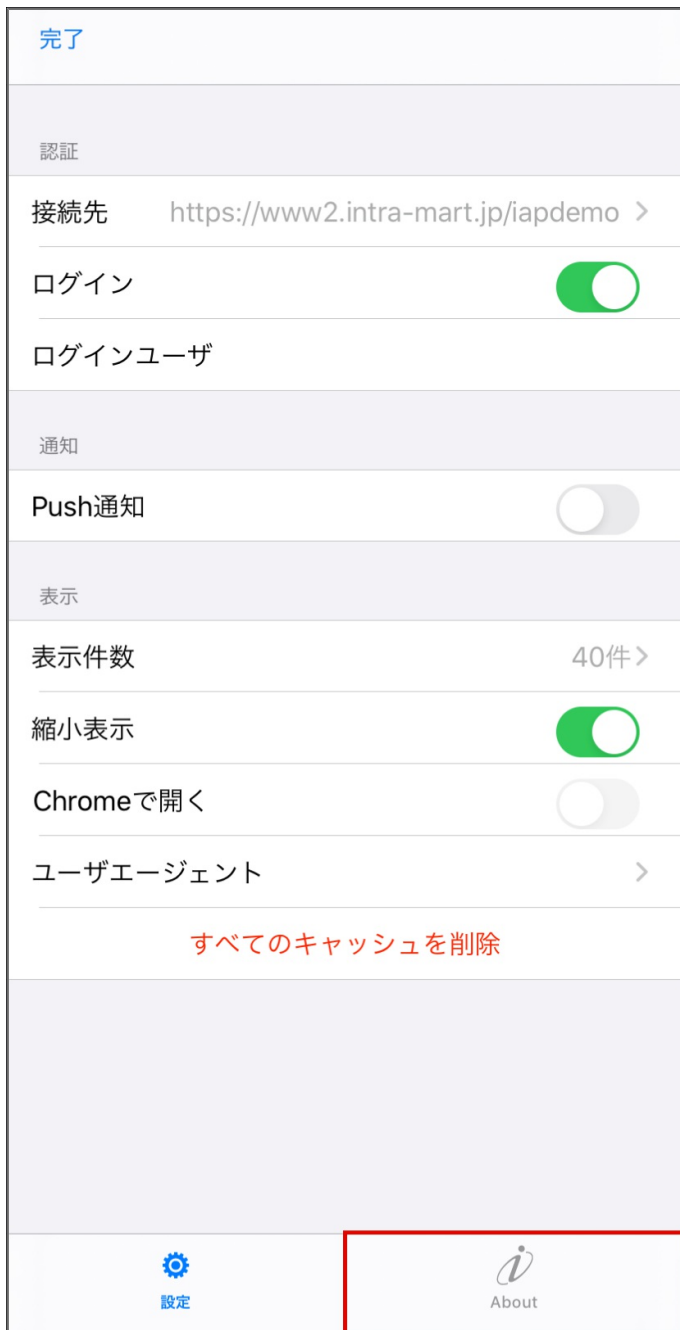 完了
認証
接続先 https://www2.intra-mart.jp/iapdemo
ログイン
ログインユーザ
通知
Push通知
表示
表示件数 40件
縮小表示
Chromeで開く
ユーザエージェント
すべてのキャッシュを削除
設定 About